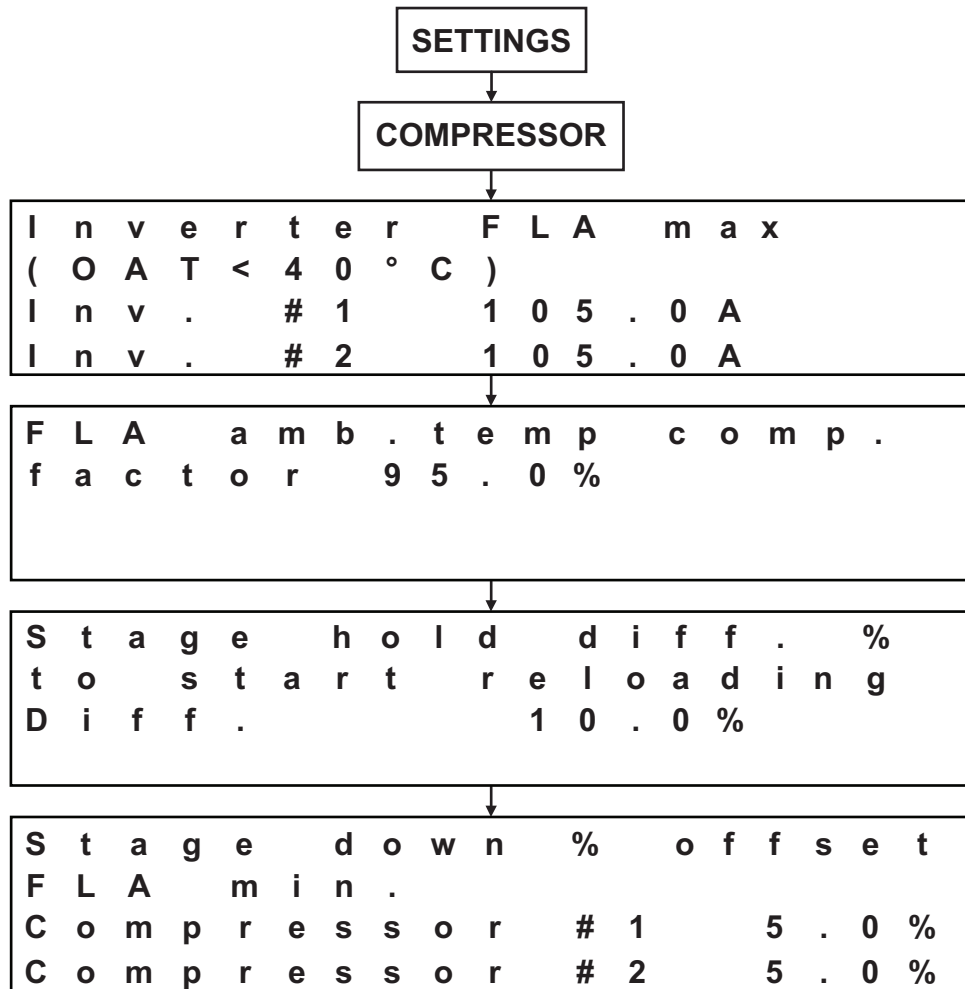 SETTINGS
COMPRESSOR
Inverter FLA max
(OAT<40°C)
Inv. #1 105.0A
Inv. #2 105.0A
FLA amb.temp comp.
factor 95.0%
Stage hold diff. %
to start reloading
Diff. 10.0%
Stage down % offset
FLA min.
Compressor #1 5.0%
Compressor #2 5.0%